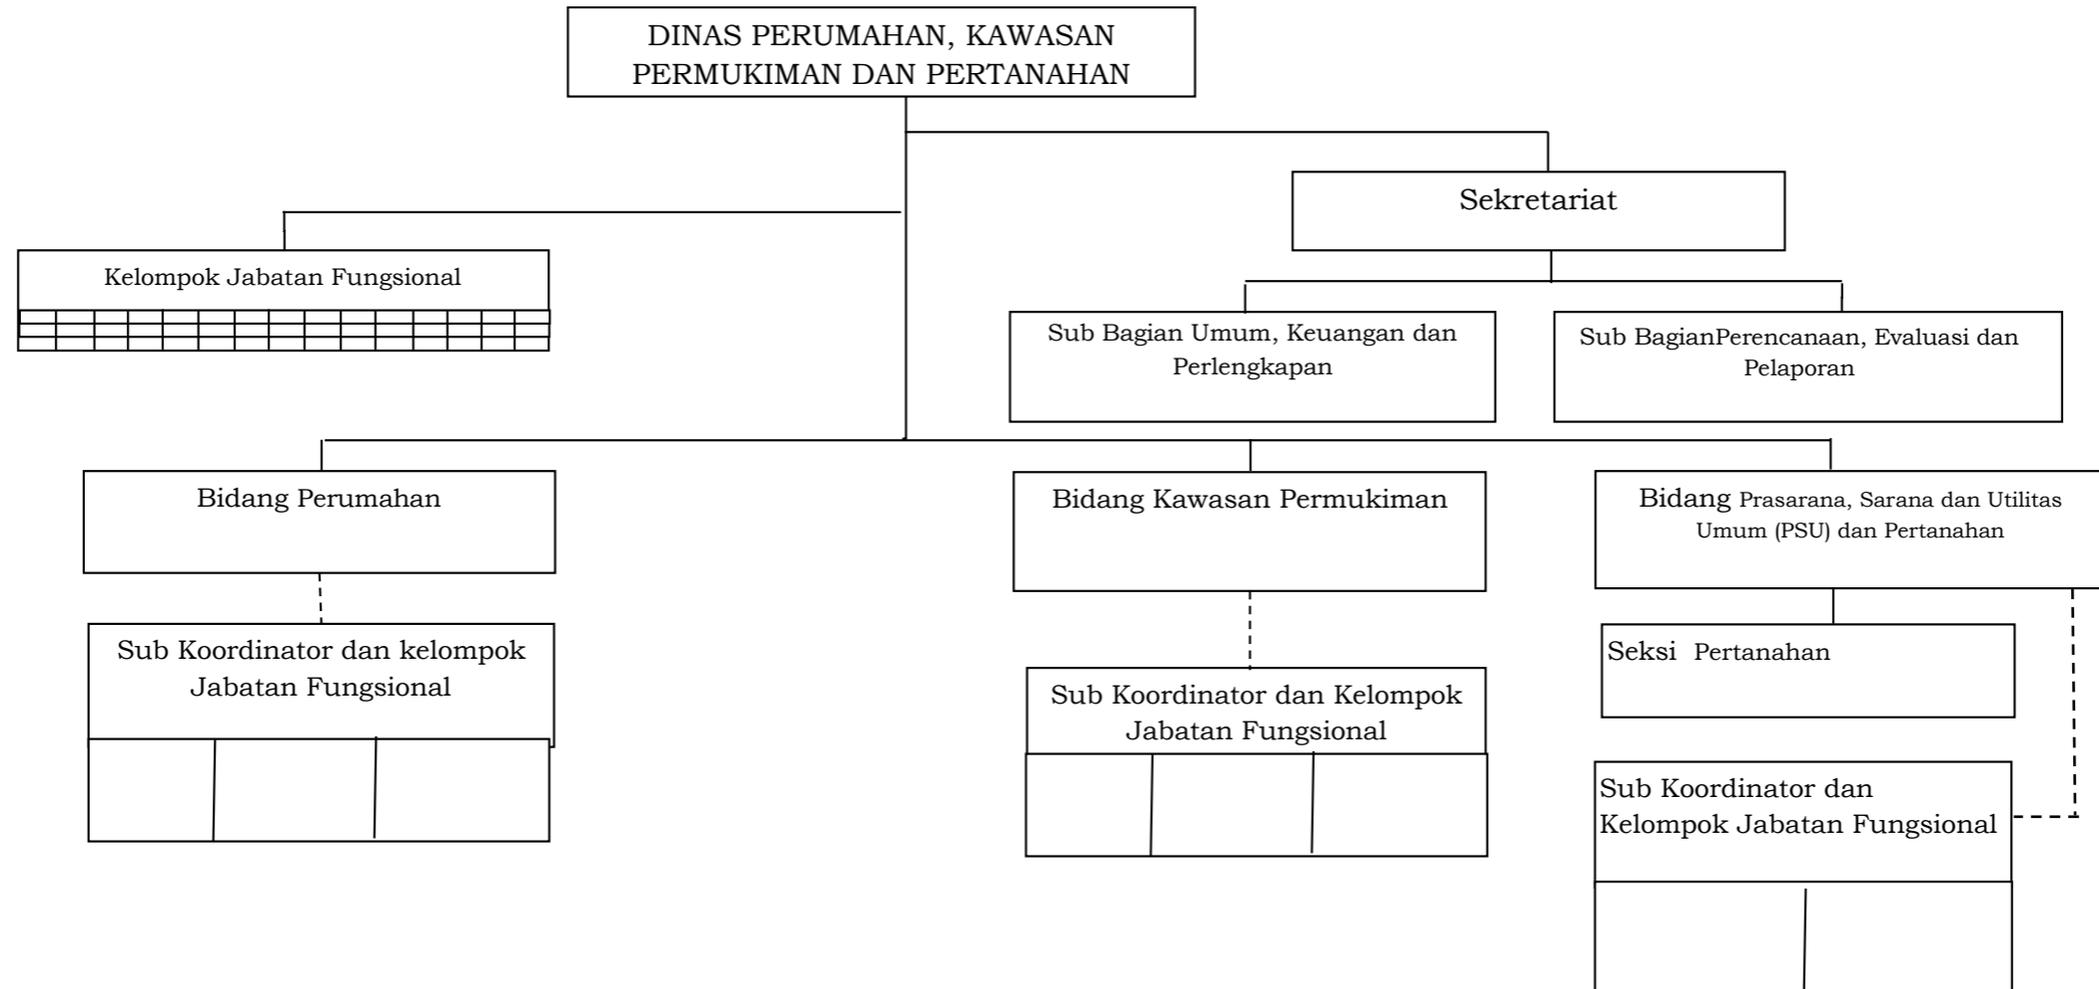 DINAS PERUMAHAN, KAWASAN
PERMUKIMAN DAN PERTANAHAN
Sekretariat
Kelompok Jabatan Fungsional
Sub Bagian Umum, Keuangan dan
Perlengkapan
Sub BagianPerencanaan, Evaluasi dan
Pelaporan
Bidang Perumahan
Bidang Kawasan Permukiman
Bidang Prasarana, Sarana dan Utilitas
Umum (PSU) dan Pertanahan
Sub Koordinator dan kelompok
Jabatan Fungsional
Sub Koordinator dan Kelompok
Jabatan Fungsional
Seksi Pertanahan
Sub Koordinator dan
Kelompok Jabatan Fungsional